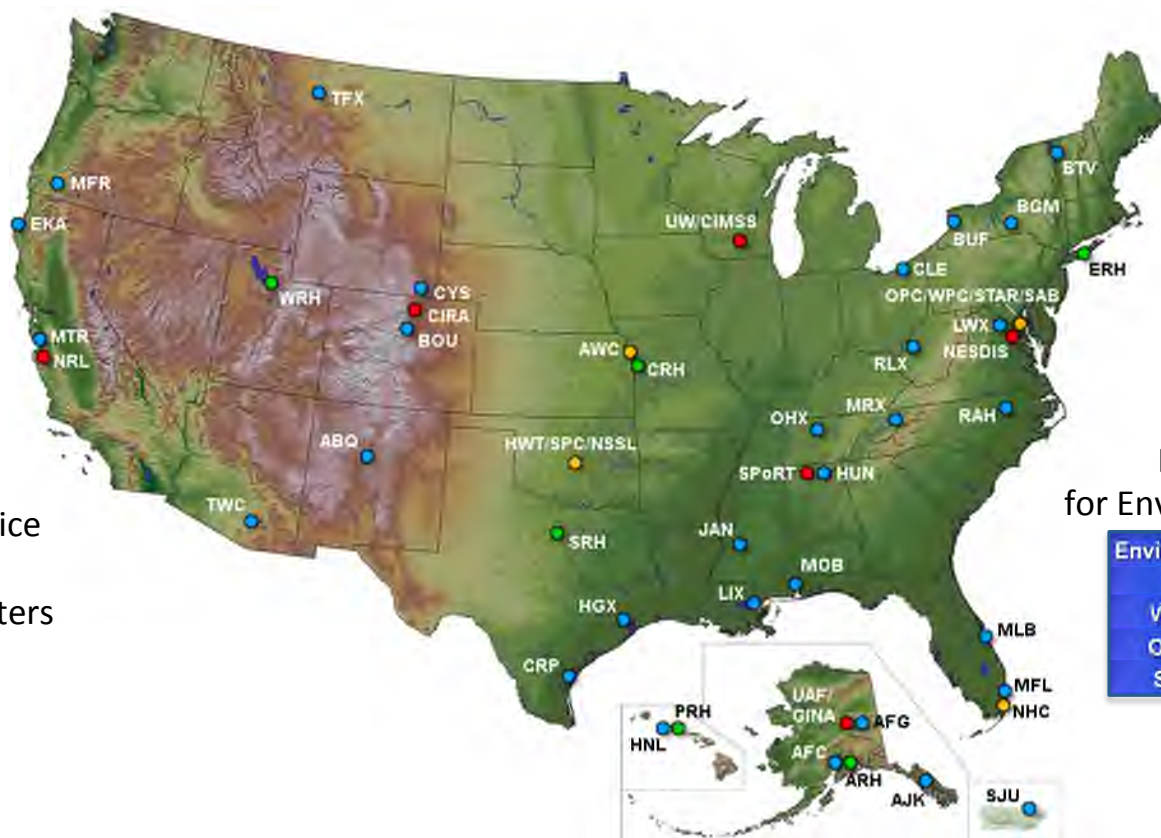 TFX
BTV
MFR
BGM
EKA
UW/CIMSS
BUF
CLE
ERH
WRH
CYS
OPC/WPC/STAR/SAB
CIRA
LWX
MTR
BOU
AWC
NESDIS
NRL
CRH
RLX
MRX
RAH
OHX
ABQ
HWT/SPC/NSSL
SPoRT
HUN
for Env
TWC
ice
SRH
JAN
Envi
MOB
LIX
ters
HGX
W
MLB
S
CRP
MFL
UAF/
GINA
NHC
PRH
AFG
HNL
AFC
ARH
AJK
SJU